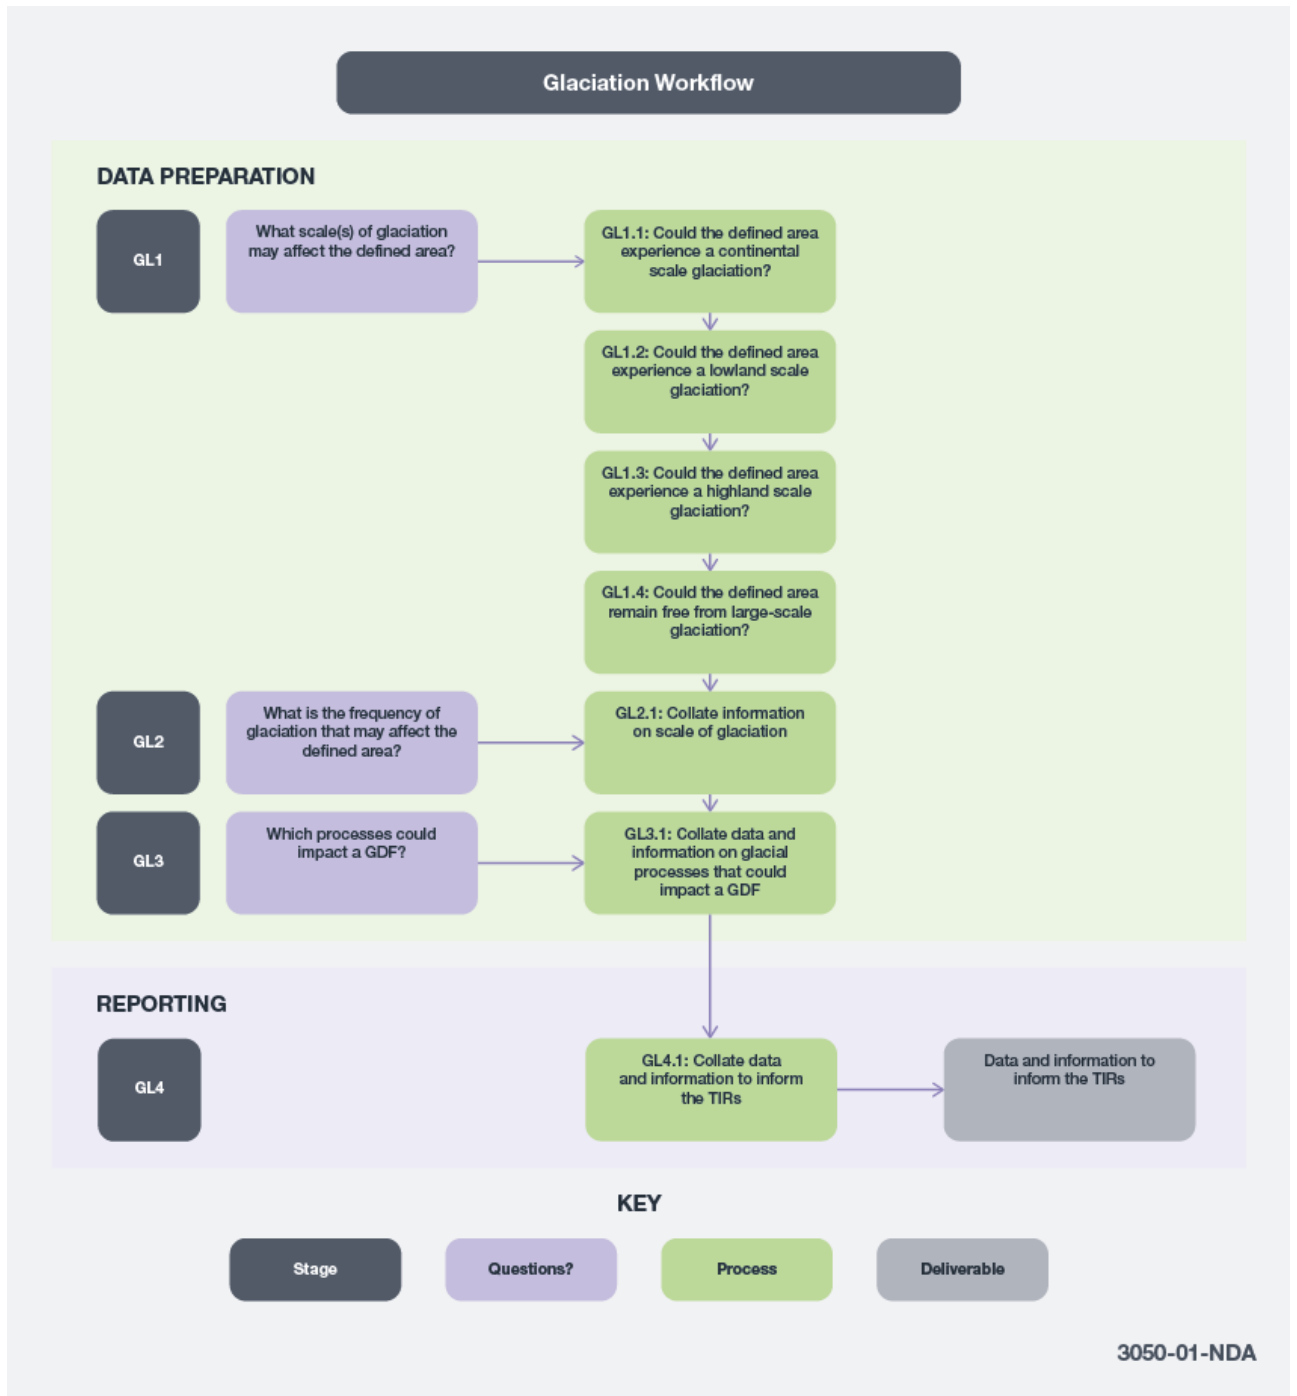 Glaciation Workflow
DATA PREPARATION
GL1
What scale(s) of glaciation
may affect the defined area?
GL1.1: Could the defined area
experience a continental
scale glaciation?
GL1.2: Could the defined area
experience a lowland scale
glaciation?
GL1.3: Could the defined area
experience a highland scale
glaciation?
GL1.4: Could the defined area
remain free from large-scale
glaciation?
GL2
What is the frequency of
glaciation that may affect the
defined area?
GL2.1: Collate information
on scale of glaciation
GL3
Which processes could
impact a GDF?
GL3.1: Collate data and
information on glacial
processes that could
impact a GDF
REPORTING
GL4
GL4.1: Collate data
and information to inform
the TIRs
Data and information to
inform the TIRs
KEY
Stage
Questions?
Process
Deliverable
3050-01-NDA